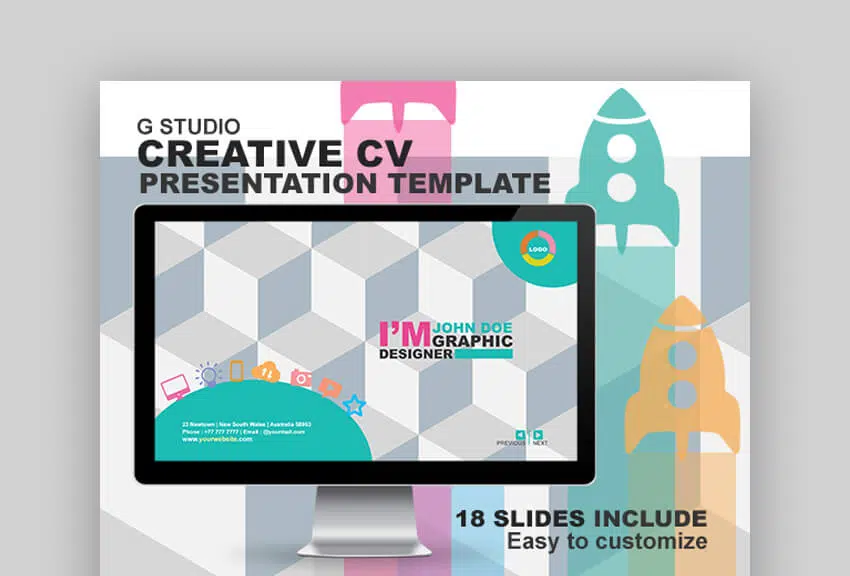 G STUDIO
CREATIVE CV
PRESENTATION TEMPLATE
LOGO
I'M JOHN DOE
GRAPHIC
DESIGNER
23 Newtown | New South Wales | Australia 58963
Phone : +77 777 7777 | Email : @yourmail.com
www.yourwebsite.com
PREVIOUS NEXT
18 SLIDES INCLUDE
Easy to customize